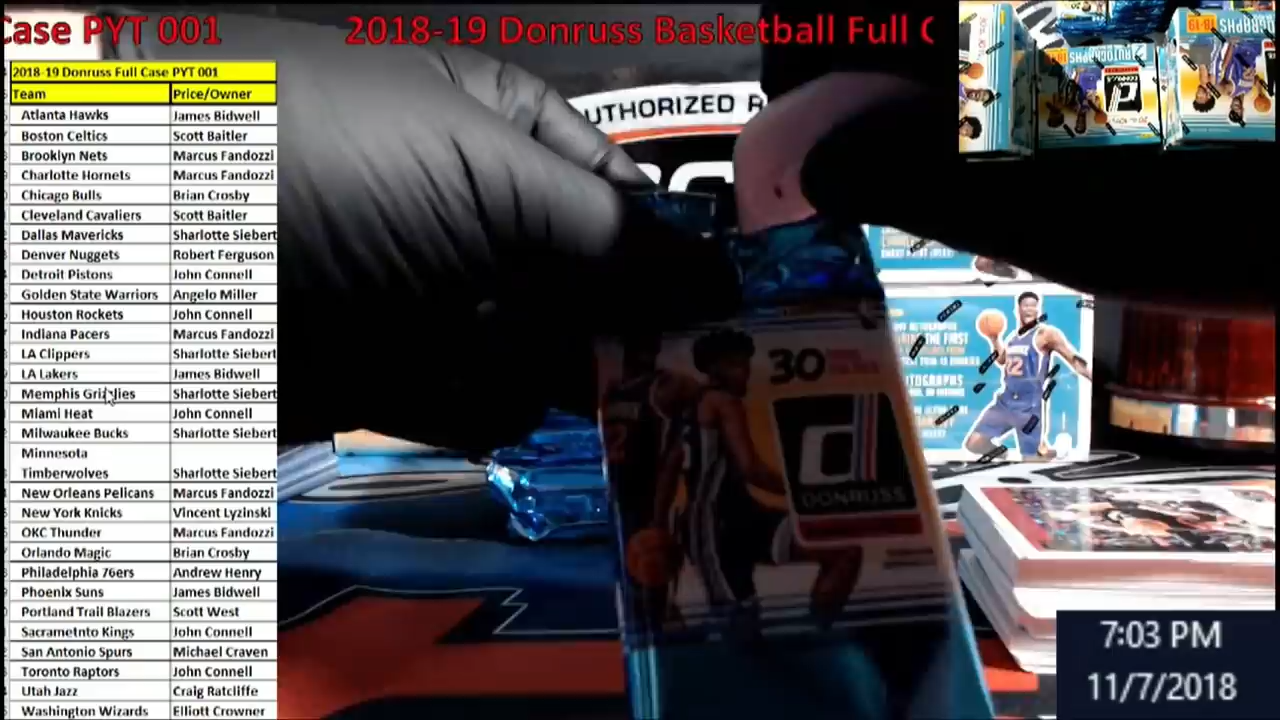 Case PYT 001 2018-19 Donruss Basketball Full C
2018-19 Donruss Full Case PYT 001
Team Price/Owner
Atlanta Hawks James Bidwell
Boston Celtics Scott Baitler
Brooklyn Nets Marcus Fandozzi
Charlotte Hornets Marcus Fandozzi
Chicago Bulls Brian Crosby
Cleveland Cavaliers Scott Baitler
Dallas Mavericks Sharlotte Siebert
Denver Nuggets Robert Ferguson
Detroit Pistons John Connell
Golden State Warriors Angelo Miller
Houston Rockets John Connell
Indiana Pacers Marcus Fandozzi
LA Clippers Sharlotte Siebert
LA Lakers James Bidwell
Memphis Grizzlies Sharlotte Siebert
Miami Heat John Connell
Milwaukee Bucks Sharlotte Siebert
Minnesota
Timberwolves Sharlotte Siebert
New Orleans Pelicans Marcus Fandozzi
New York Knicks Vincent Lyzinski
OKC Thunder Marcus Fandozzi
Orlando Magic Brian Crosby
Philadelphia 76ers Andrew Henry
Phoenix Suns James Bidwell
Portland Trail Blazers Scott West
Sacrametnto Kings John Connell
San Antonio Spurs Michael Craven
Toronto Raptors John Connell
Utah Jazz Craig Ratcliffe
Washington Wizards Elliott Crowner
UTHORIZED R
30
d
DONRUSS
AUTOGRAPHS
THE FIRST
TOGRAPHS
22
18-19
7:03 PM
11/7/2018